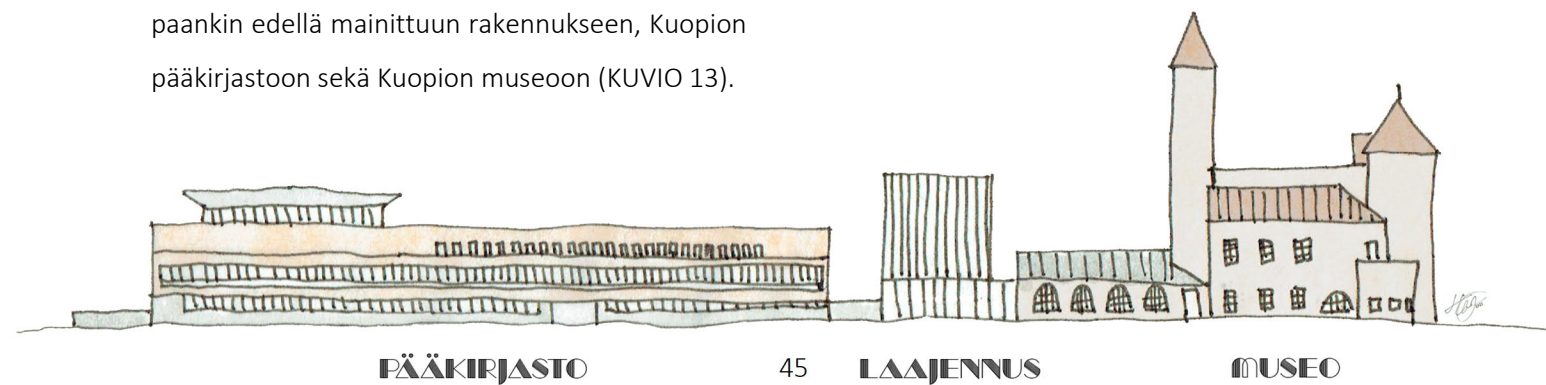 paankin edellä mainittuun rakennukseen, Kuopion
pääkirjastoon sekä Kuopion museoon (KUVIO 13).
PÄÄKIRJASTO 45 LAAJENNUS MUSEO